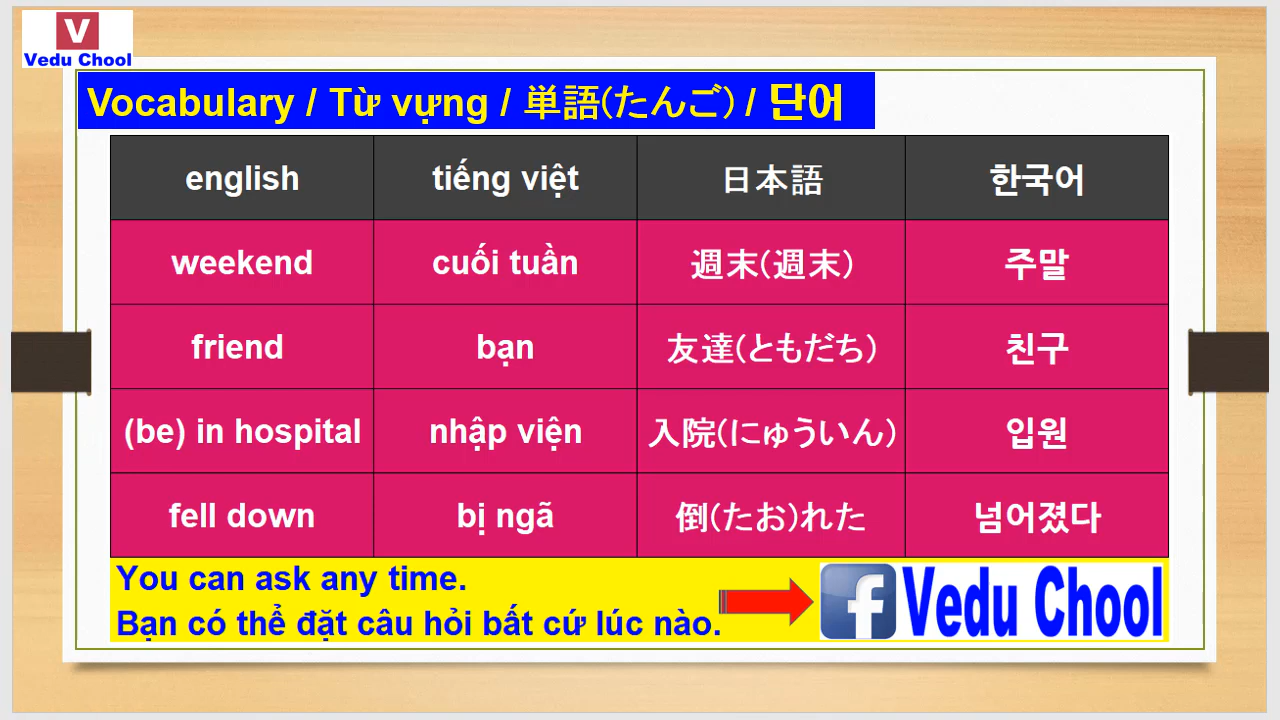 V
Vedu Chool
Vocabulary / Từ vựng / 単語(たんご) / 단어
english tiếng việt 日本語 한국어
weekend cuối tuần 週末(週末) 주말
friend bạn 友達(ともだち) 친구
(be) in hospital nhập viện 入院(にゅういん) 입원
fell down bị ngã 倒(たお)れた 넘어졌다
You can ask any time.
Bạn có thể đặt câu hỏi bất cứ lúc nào.
f Vedu Chool